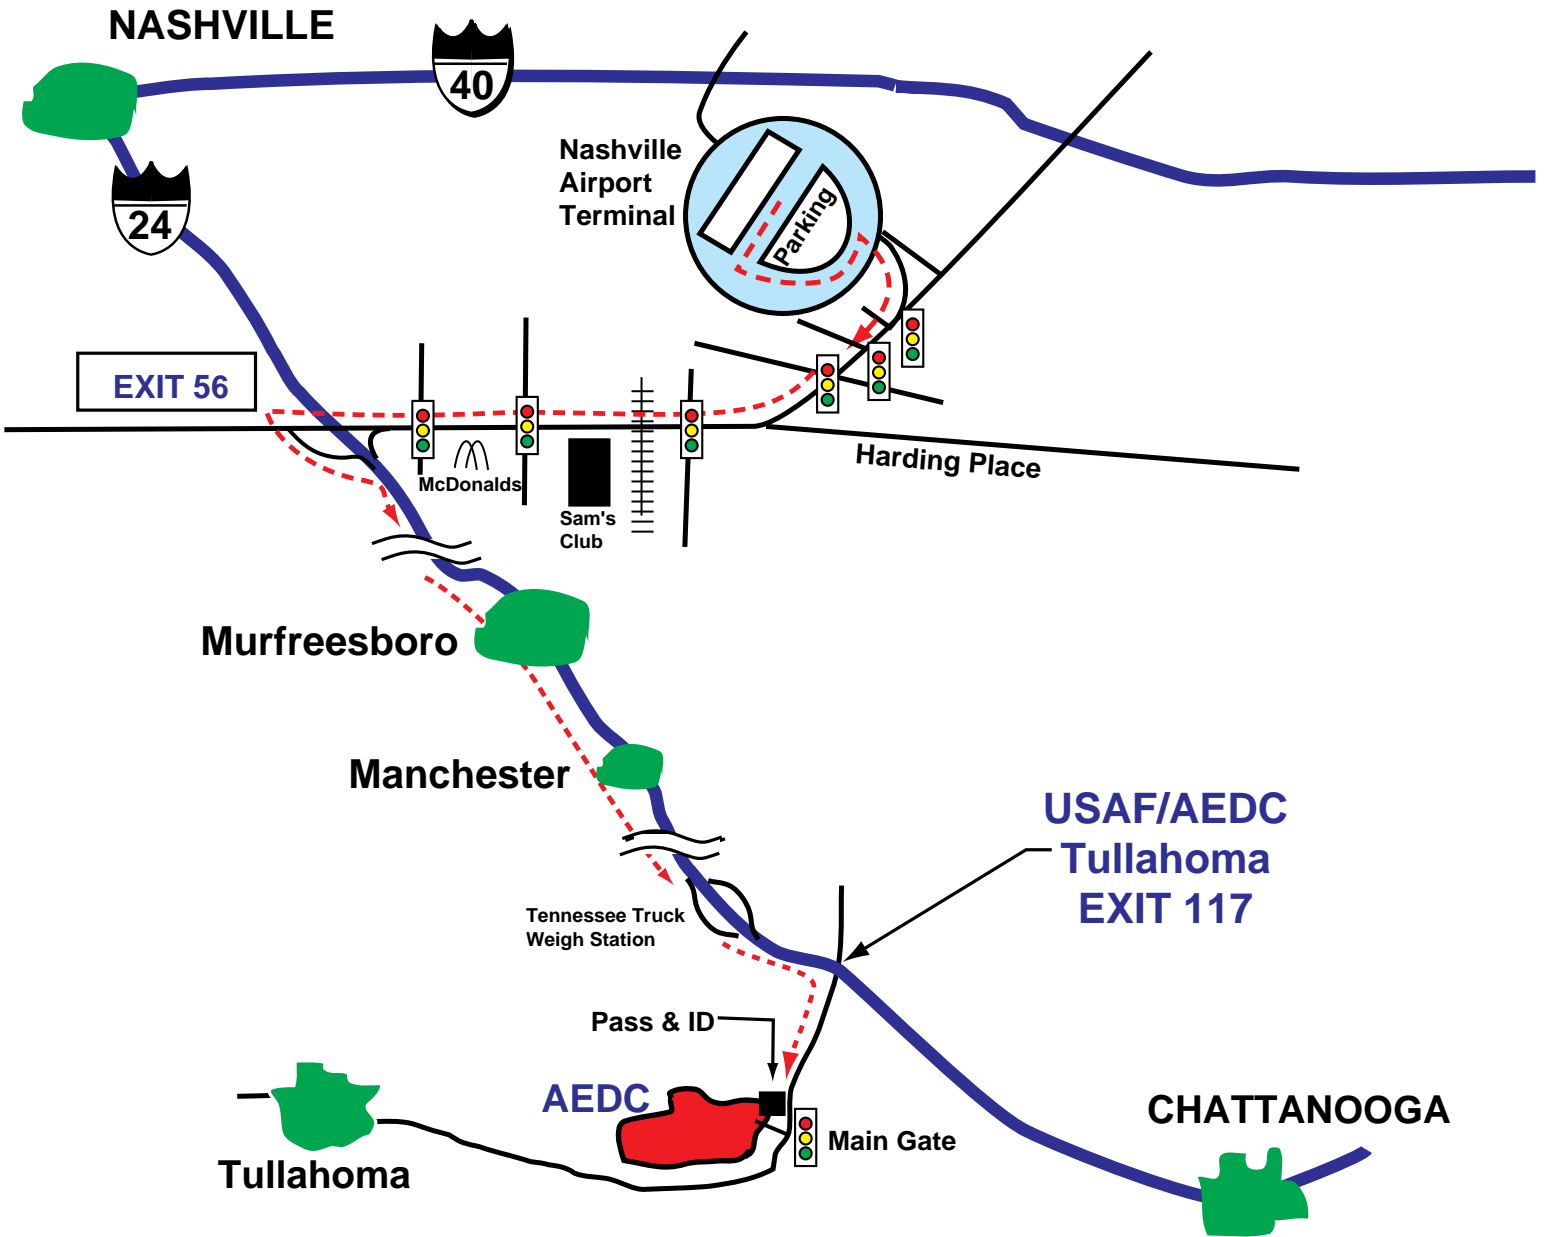 NASHVILLE
40
Nashville
Airport
Terminal
Parking
24
EXIT 56
Harding Place
McDonalds
Sam's
Club
Murfreesboro
Manchester
USAF/AEDC
Tullahoma
EXIT 117
Tennessee Truck
Weigh Station
Pass & ID
AEDC
CHATTANOOGA
Main Gate
Tullahoma